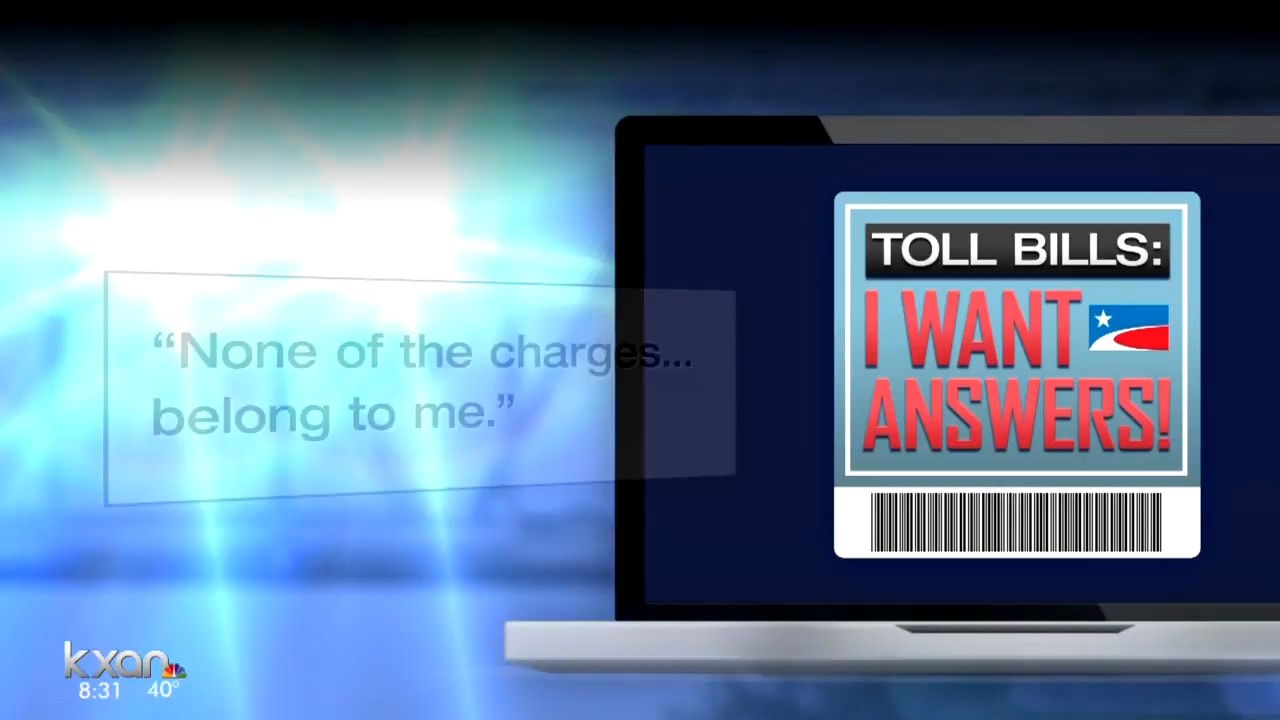 “None of the charges...
belong to me.”
TOLL BILLS:
I WANT
ANSWERS!
kxan
8:31 40°